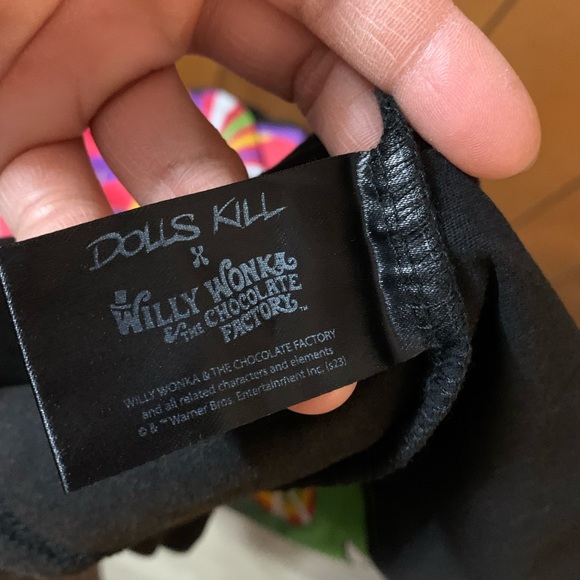 DOLLS KILL
X
WILLY WONKA
& THE CHOCOLATE
FACTORY™
WILLY WONKA & THE CHOCOLATE FACTORY
and all related characters and elements
© & ™ Warner Bros. Entertainment Inc. (s23)